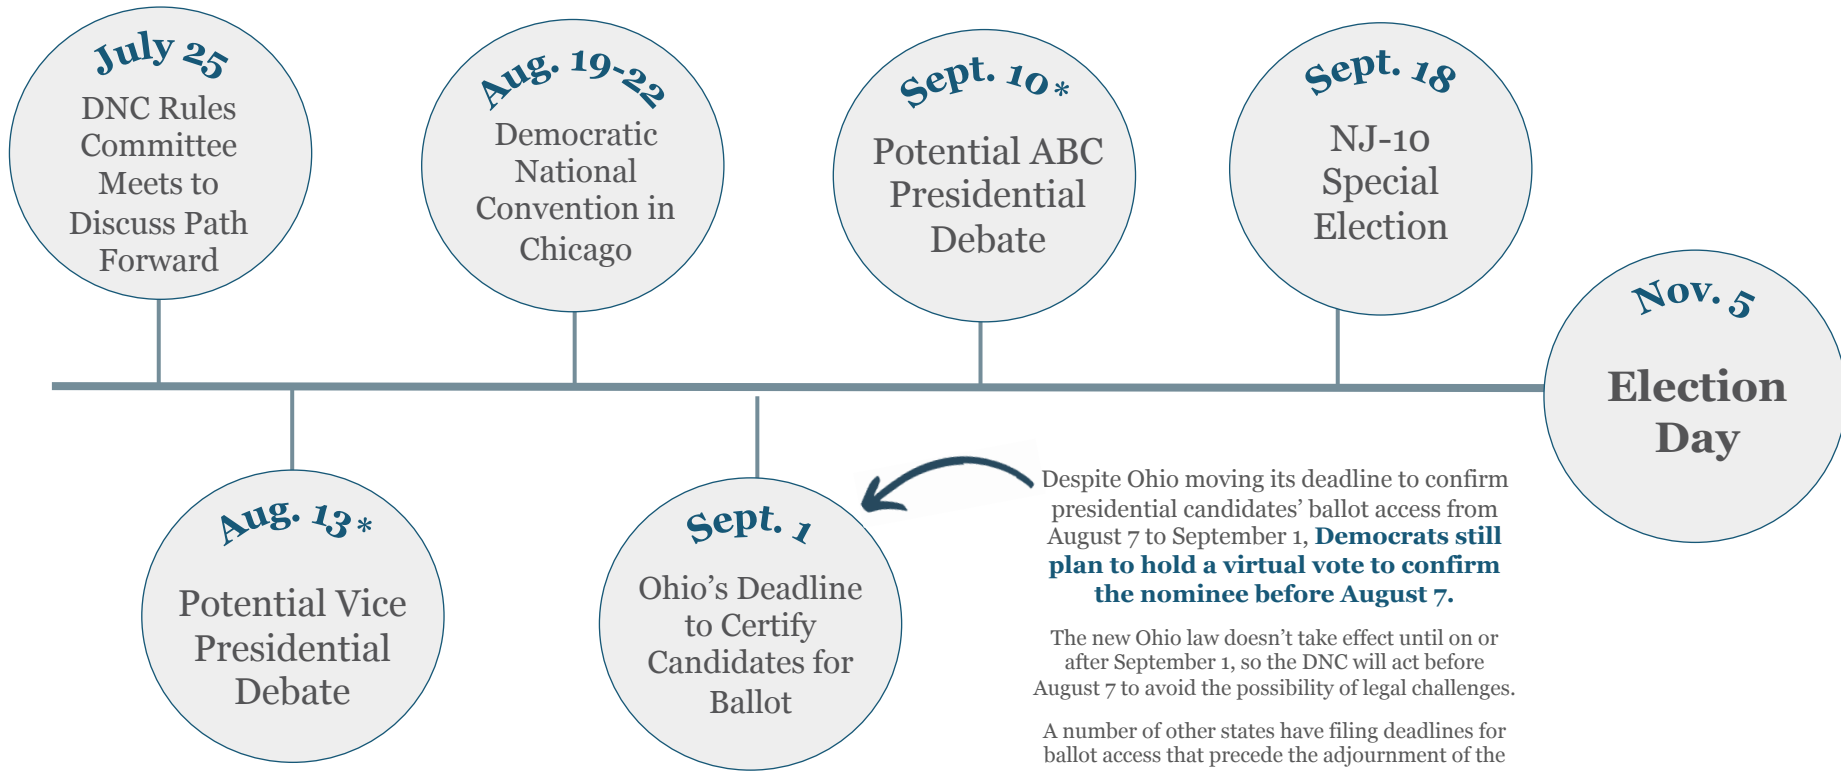 July 25
DNC Rules
Committee
Meets to
Discuss Path
Forward
Aug. 19-22
Democratic
National
Convention in
Chicago
Sept. 10*
Potential ABC
Presidential
Debate
Sept. 18
NJ-10
Special
Election
Nov. 5
Election
Day
Aug. 13*
Potential Vice
Presidential
Debate
Sept. 1
Ohio's Deadline
to Certify
Candidates for
Ballot
Despite Ohio moving its deadline to confirm
presidential candidates' ballot access from
August 7 to September 1, Democrats still
plan to hold a virtual vote to confirm
the nominee before August 7.
The new Ohio law doesn't take effect until on or
after September 1, so the DNC will act before
August 7 to avoid the possibility of legal challenges.
A number of other states have filing deadlines for
ballot access that precede the adjournment of the